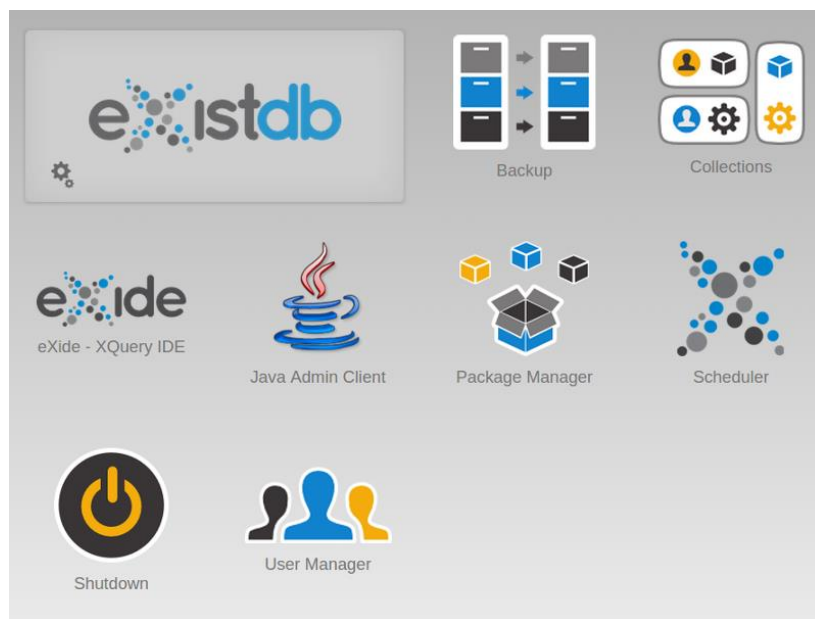 eXistdb
Backup
Collections
eXide
eXide - XQuery IDE
Java Admin Client
Package Manager
Scheduler
Shutdown
User Manager